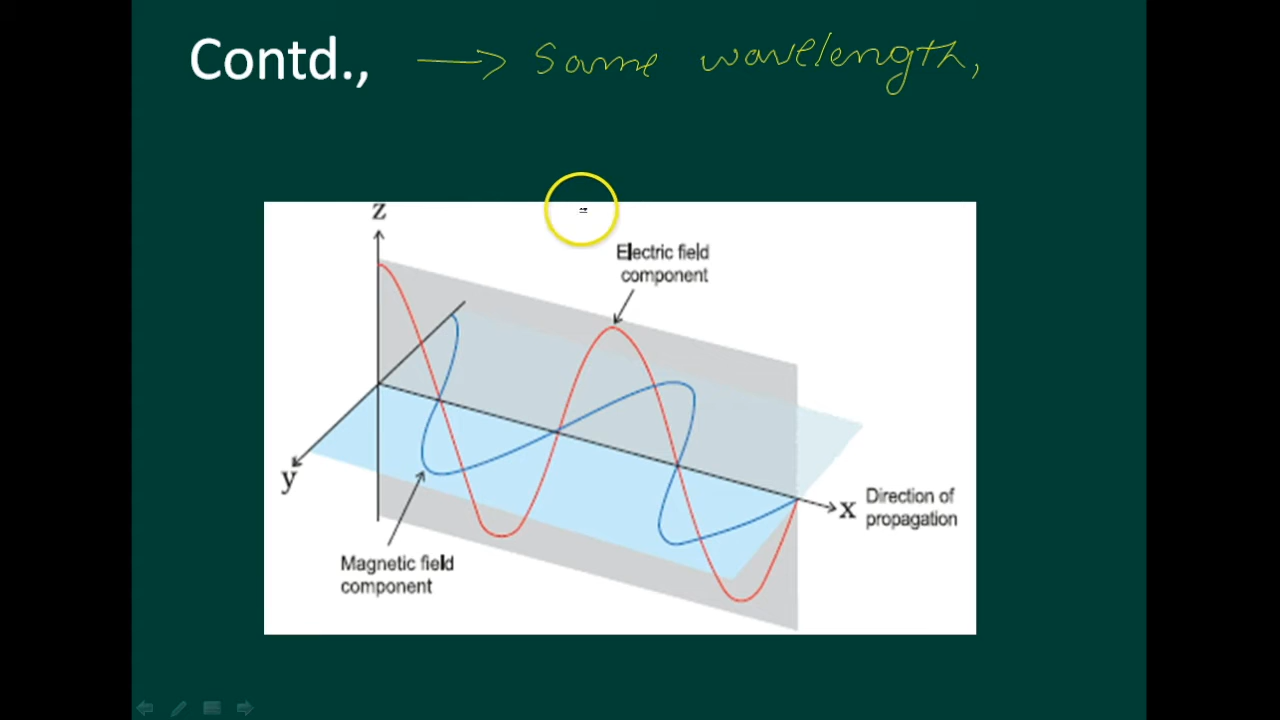 Contd., → Same wavelength,
z
Electric field
component
y
x
Direction of
propagation
Magnetic field
component